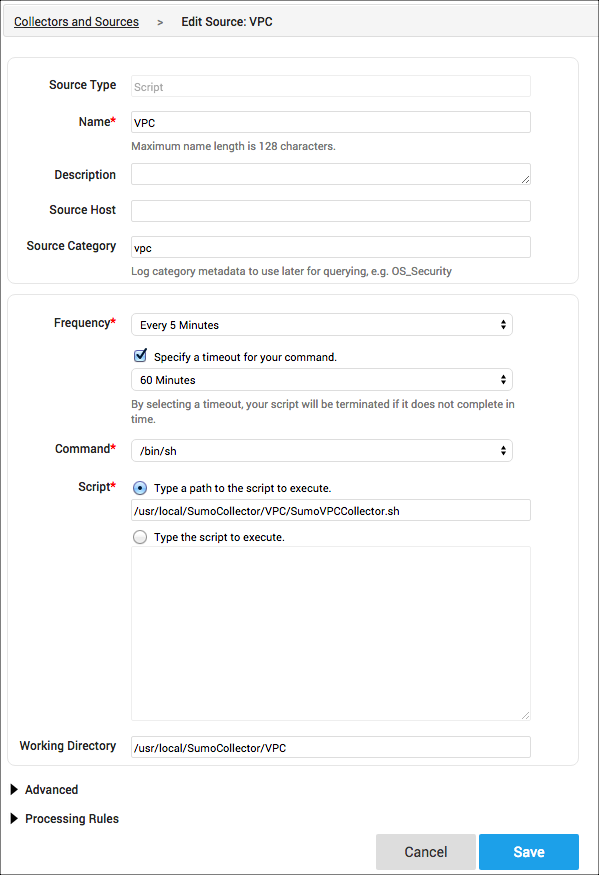 Collectors and Sources > Edit Source: VPC
Source Type Script
Name* VPC
Maximum name length is 128 characters.
Description
Source Host
Source Category vpc
Log category metadata to use later for querying, e.g. OS_Security
Frequency* Every 5 Minutes
Specify a timeout for your command.
60 Minutes
By selecting a timeout, your script will be terminated if it does not complete in
time.
Command* /bin/sh
Script* Type a path to the script to execute.
/usr/local/SumoCollector/VPC/SumoVPCCollector.sh
Type the script to execute.
Working Directory /usr/local/SumoCollector/VPC
Advanced
Processing Rules
Cancel Save